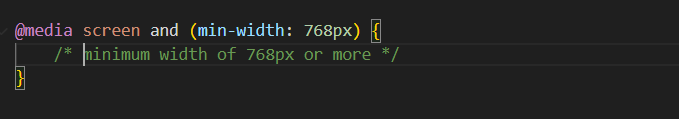 @media screen and (min-width: 768px) {
/* minimum width of 768px or more */
}